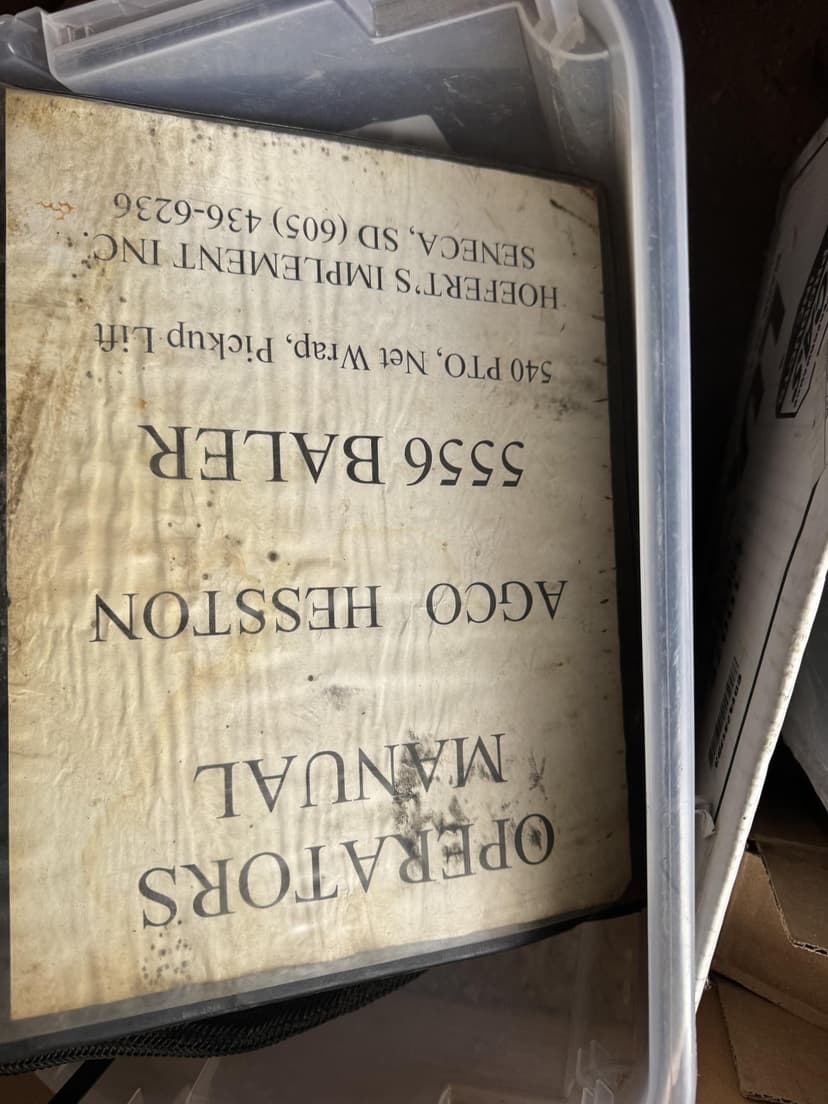 OPERATORS
MANUAL
AGCO HESSTON
5556 BALER
540 PTO, Net Wrap, Pickup Lift
HOEFERT'S IMPLEMENT INC.
SENECA, SD (605) 436-6236